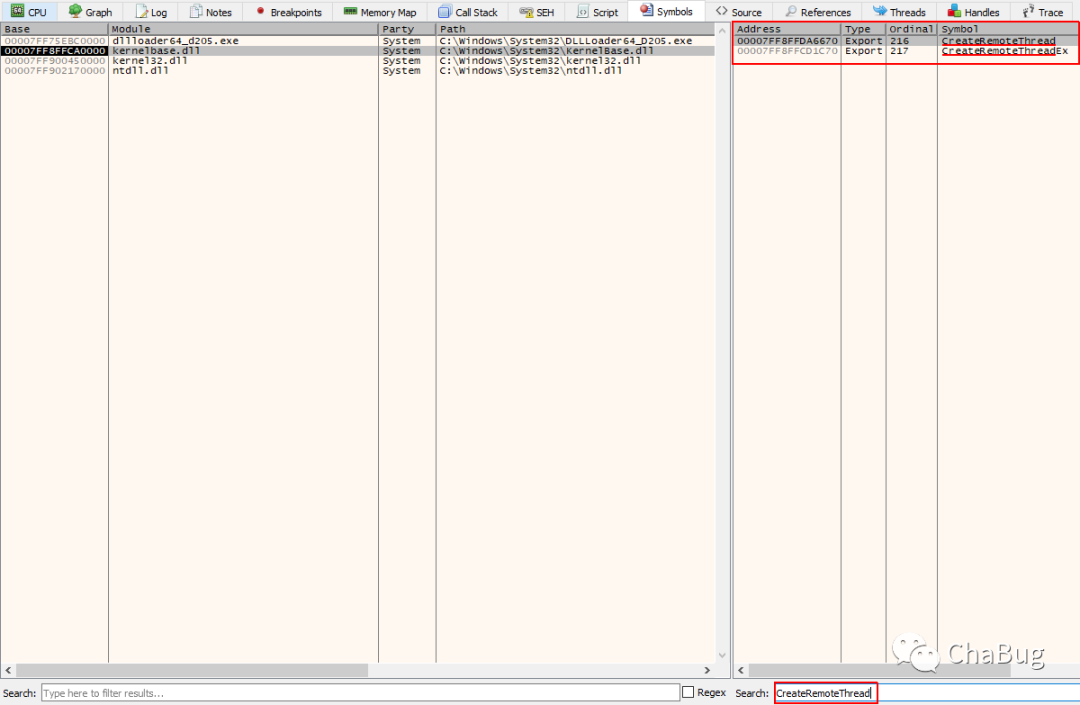 CPU Graph Log Notes Breakpoints Memory Map Call Stack SEH Script Symbols Source References Threads Handles Trace
Base Module Party Path
00007FF75EBC0000 dllloader64_d205.exe System C:\Windows\System32\DLLLoader64_D205.exe
00007FF8FFCA0000 kernelbase.dll System C:\Windows\System32\KernelBase.dll
00007FF900450000 kernel32.dll System C:\Windows\System32\kernel32.dll
00007FF902170000 ntdll.dll System C:\Windows\System32\ntdll.dll
Address Type Ordinal Symbol
00007FF8FFDA6670 Export 216 CreateRemoteThread
00007FF8FFCD1C70 Export 217 CreateRemoteThreadEx
ChaBug
Search: Type here to filter results... Regex Search: CreateRemoteThread